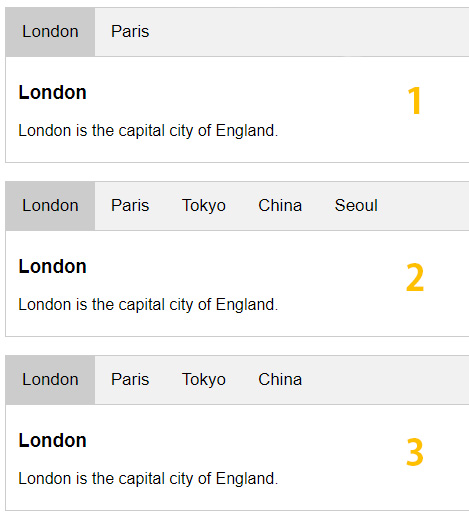 London Paris
London
1
London is the capital city of England.
London Paris Tokyo China Seoul
London
2
London is the capital city of England.
London Paris Tokyo China
London
3
London is the capital city of England.